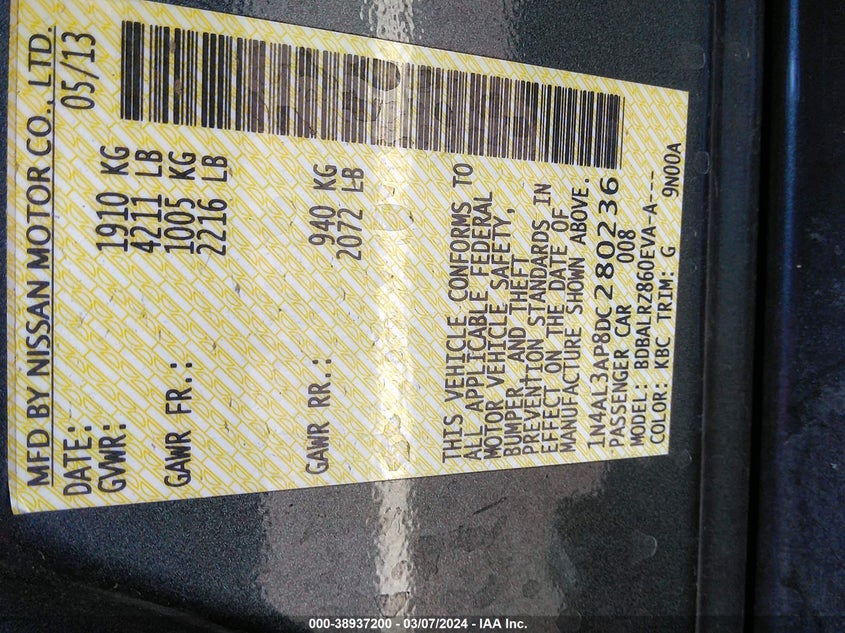 MFD BY NISSAN MOTOR CO., LTD.
DATE: 05/13
GVWR: 1910 KG
4211 LB
GAWR FR.: 1005 KG
2216 LB
GAWR RR.: 940 KG
2072 LB
THIS VEHICLE CONFORMS TO
ALL APPLICABLE FEDERAL
MOTOR VEHICLE SAFETY,
BUMPER, AND THEFT
PREVENTION STANDARDS IN
EFFECT ON THE DATE OF
MANUFACTURE SHOWN ABOVE.
1N4AL3AP8DC280236
PASSENGER CAR 008
MODEL: BDBALRZ860EVA-A---
COLOR: KBC TRIM: G 9N00A
000-38937200 - 03/07/2024 - IAA Inc.